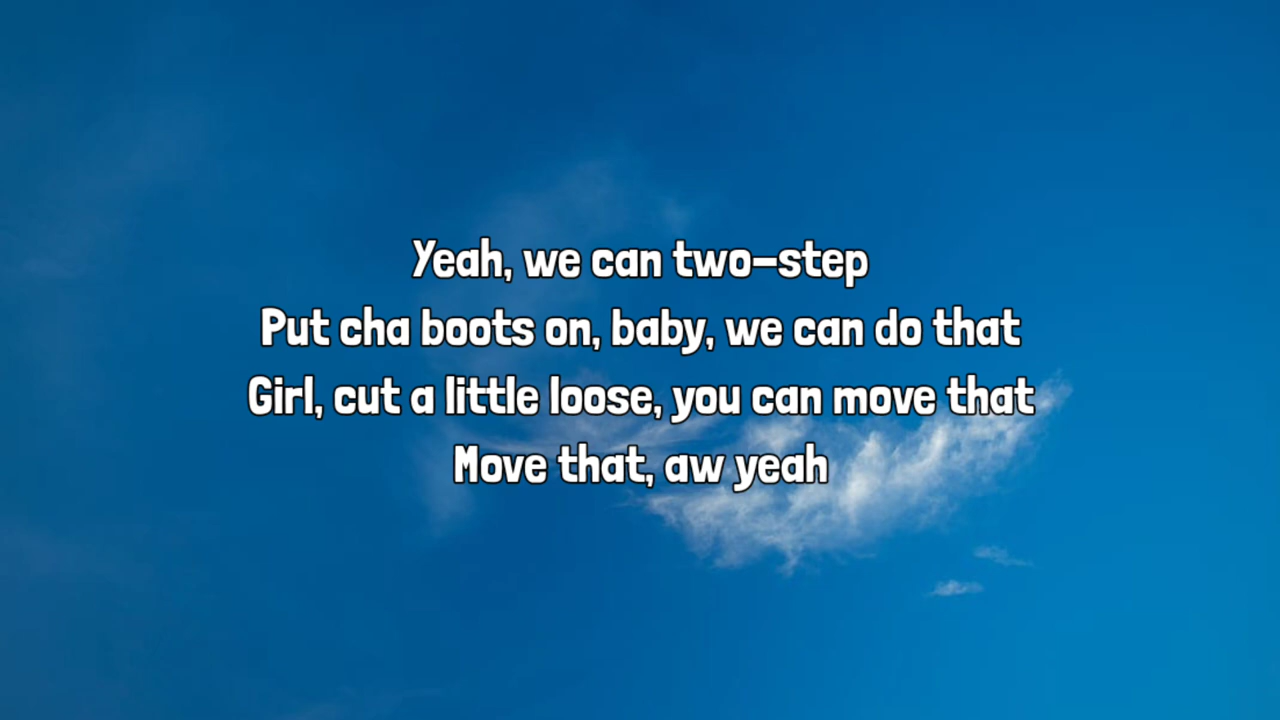 Yeah, we can two-step
Put cha boots on, baby, we can do that
Girl, cut a little loose, you can move that
Move that, aw yeah